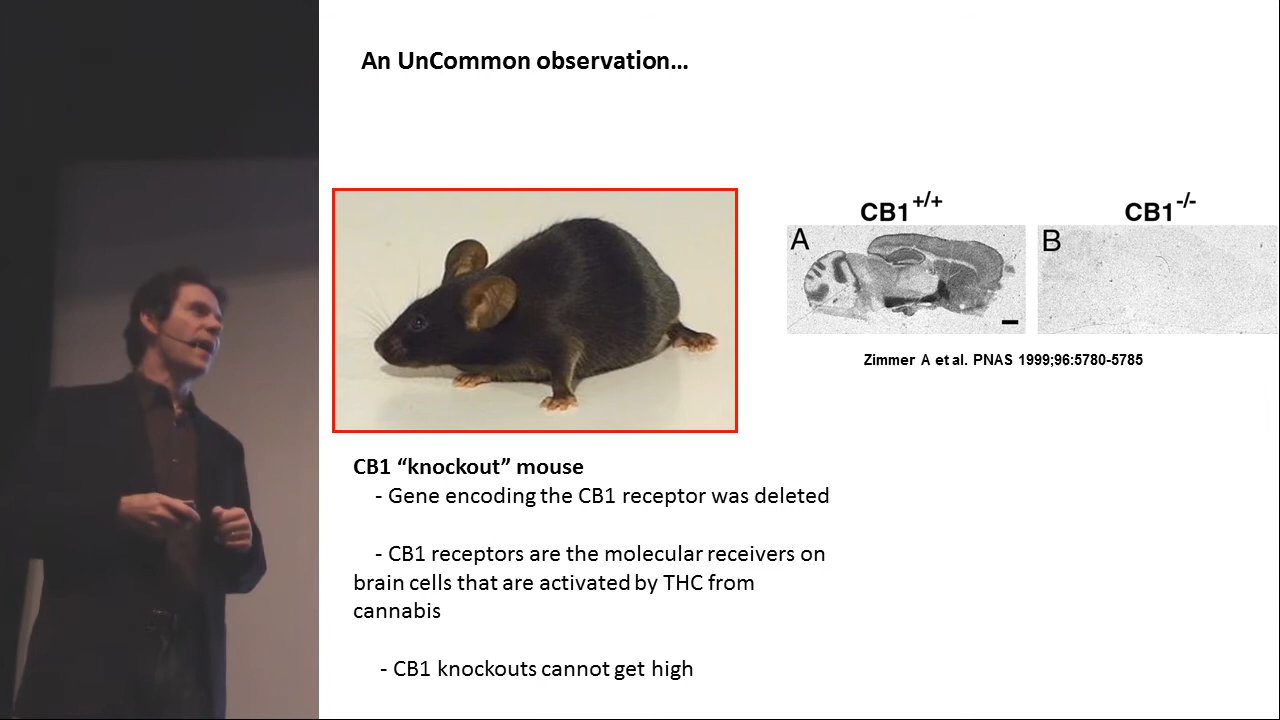 An UnCommon observation...
CB1+/+
CB1-/-
A
B
Zimmer A et al. PNAS 1999;96:5780-5785
CB1 “knockout” mouse
- Gene encoding the CB1 receptor was deleted
- CB1 receptors are the molecular receivers on
brain cells that are activated by THC from
cannabis
- CB1 knockouts cannot get high